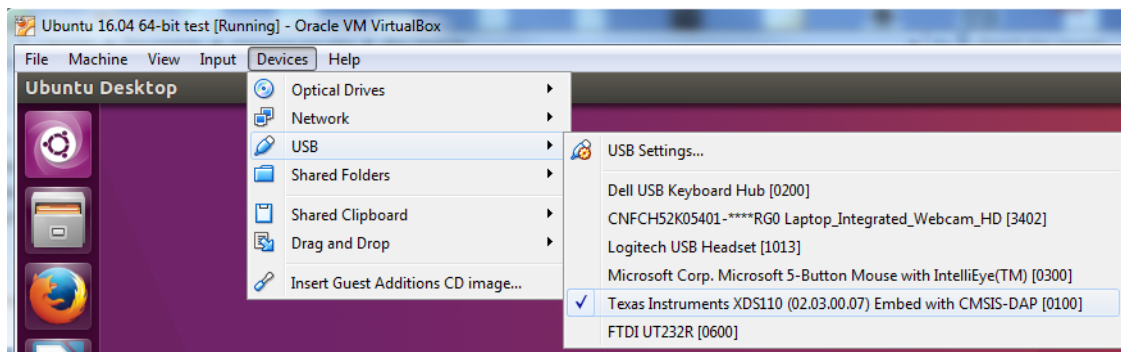 Ubuntu 16.04 64-bit test [Running] - Oracle VM VirtualBox
File Machine View Input Devices Help
Ubuntu Desktop
Optical Drives
Network
USB
Shared Folders
Shared Clipboard
Drag and Drop
Insert Guest Additions CD image...
USB Settings...
Dell USB Keyboard Hub [0200]
CNFCH52K05401-****RG0 Laptop_Integrated_Webcam_HD [3402]
Logitech USB Headset [1013]
Microsoft Corp. Microsoft 5-Button Mouse with IntelliEye(TM) [0300]
Texas Instruments XDS110 (02.03.00.07) Embed with CMSIS-DAP [0100]
FTDI UT232R [0600]